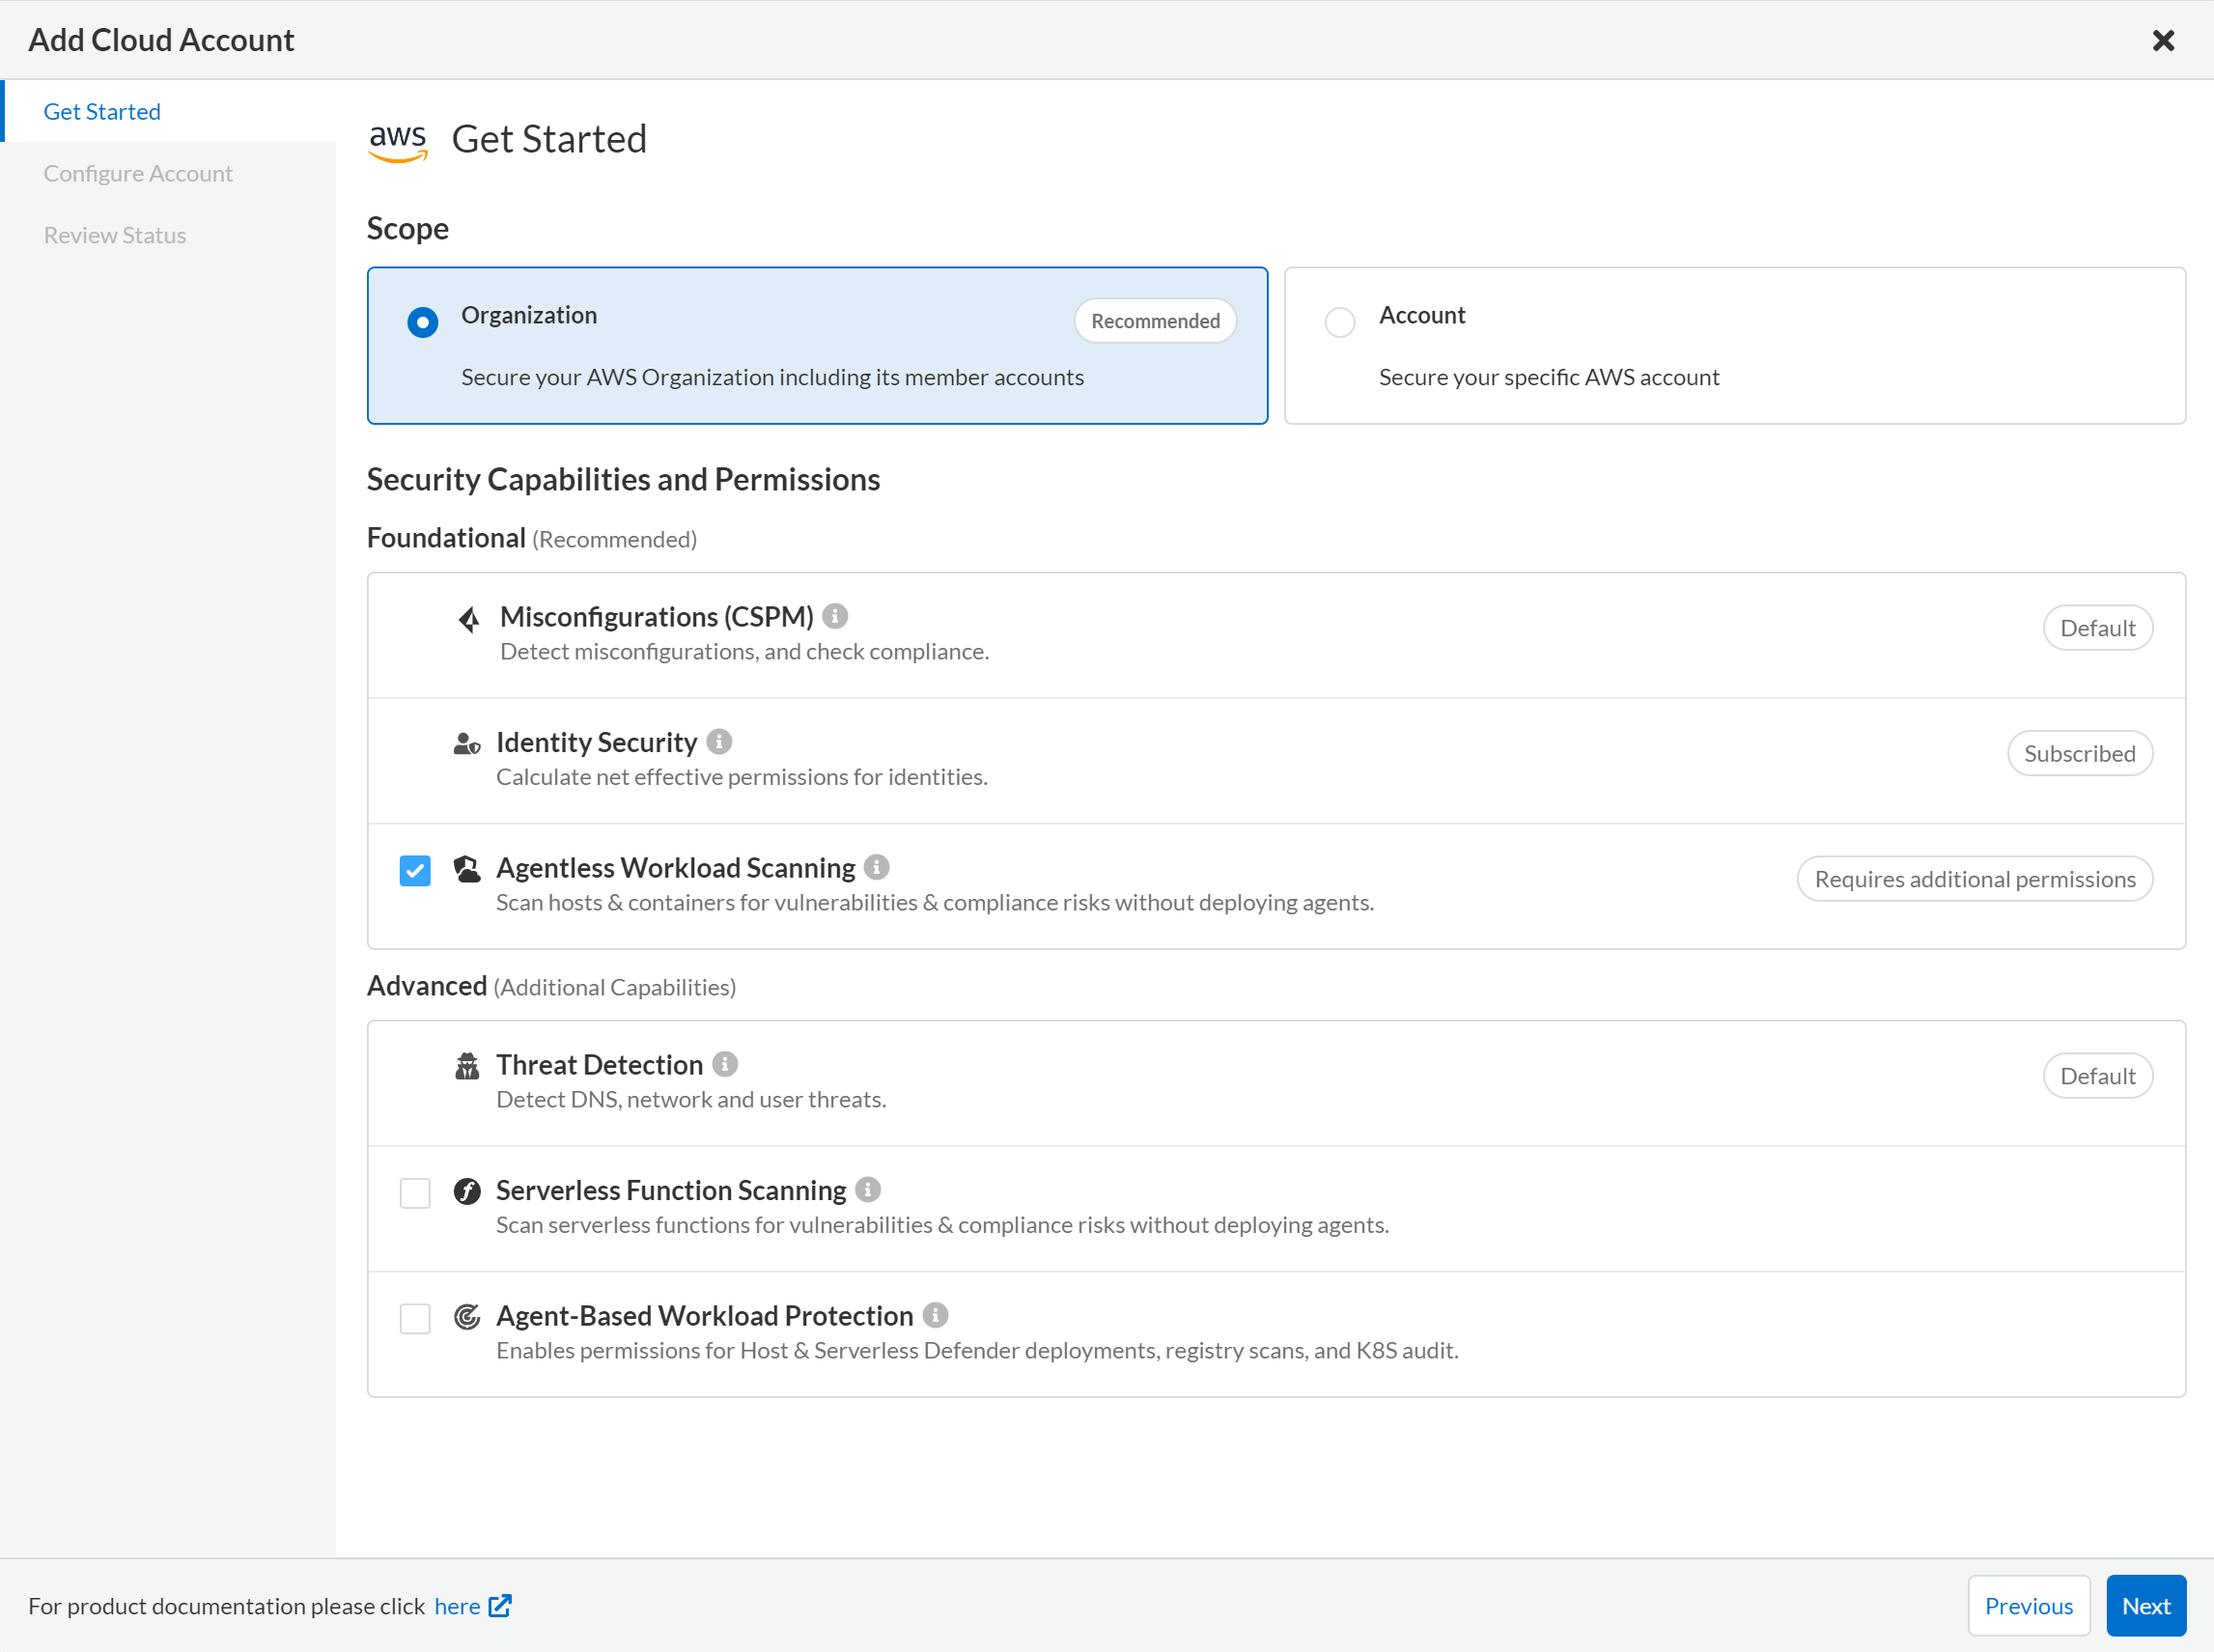 Add Cloud Account
Get Started
Configure Account
Review Status
aws Get Started
Scope
Organization
Recommended
Secure your AWS Organization including its member accounts
Account
Secure your specific AWS account
Security Capabilities and Permissions
Foundational (Recommended)
Misconfigurations (CSPM)
Default
Detect misconfigurations, and check compliance.
Identity Security
Subscribed
Calculate net effective permissions for identities.
Agentless Workload Scanning
Requires additional permissions
Scan hosts & containers for vulnerabilities & compliance risks without deploying agents.
Advanced (Additional Capabilities)
Threat Detection
Default
Detect DNS, network and user threats.
Serverless Function Scanning
Scan serverless functions for vulnerabilities & compliance risks without deploying agents.
Agent-Based Workload Protection
Enables permissions for Host & Serverless Defender deployments, registry scans, and K8S audit.
For product documentation please click here
Previous
Next